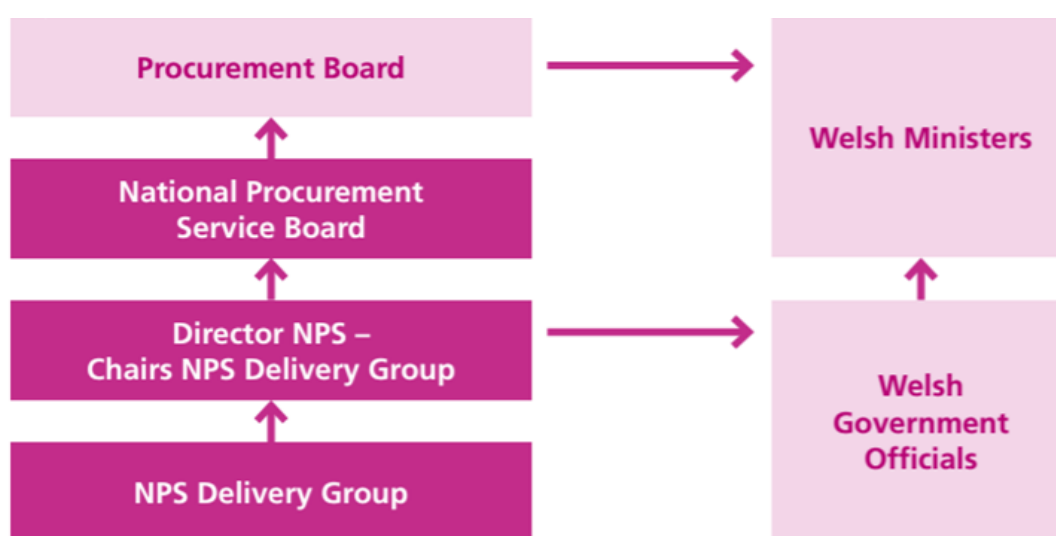 Procurement Board
Welsh Ministers
National Procurement
Service Board
Director NPS –
Chairs NPS Delivery Group
Welsh
Government
Officials
NPS Delivery Group